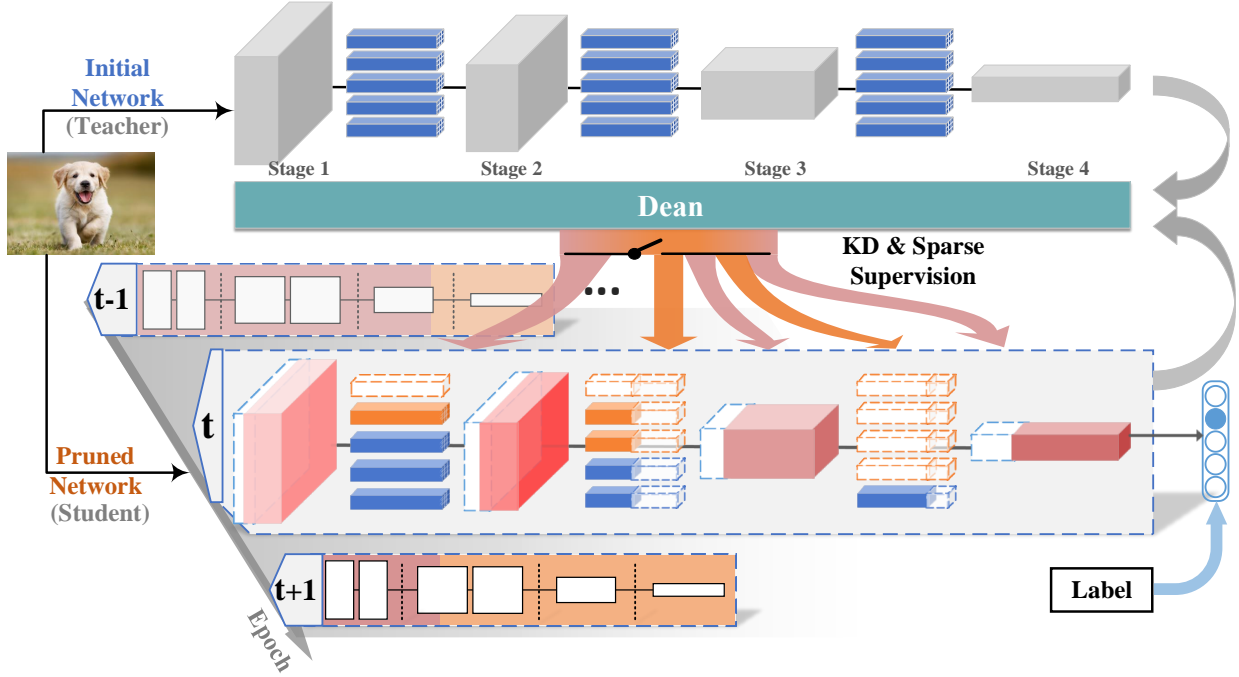 Initial
Network
(Teacher)
Stage 1
Stage 2
Stage 3
Stage 4
Dean
KD & Sparse
Supervision
t-1
...
t
Pruned
Network
(Student)
t+1
Label
Epoch